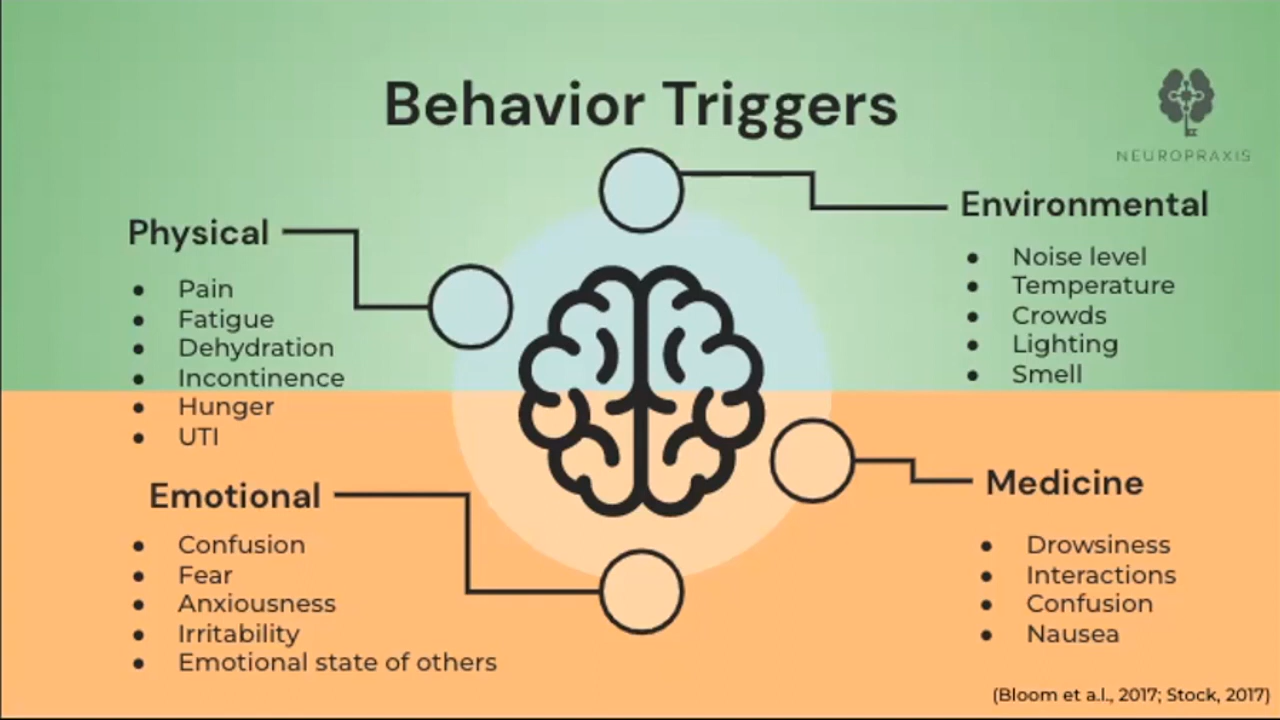 Behavior Triggers
NEUROPRAXIS
Physical
Pain
Fatigue
Dehydration
Incontinence
Hunger
UTI
Environmental
Noise level
Temperature
Crowds
Lighting
Smell
Emotional
Confusion
Fear
Anxiousness
Irritability
Emotional state of others
Medicine
Drowsiness
Interactions
Confusion
Nausea
(Bloom et a.l., 2017; Stock, 2017)